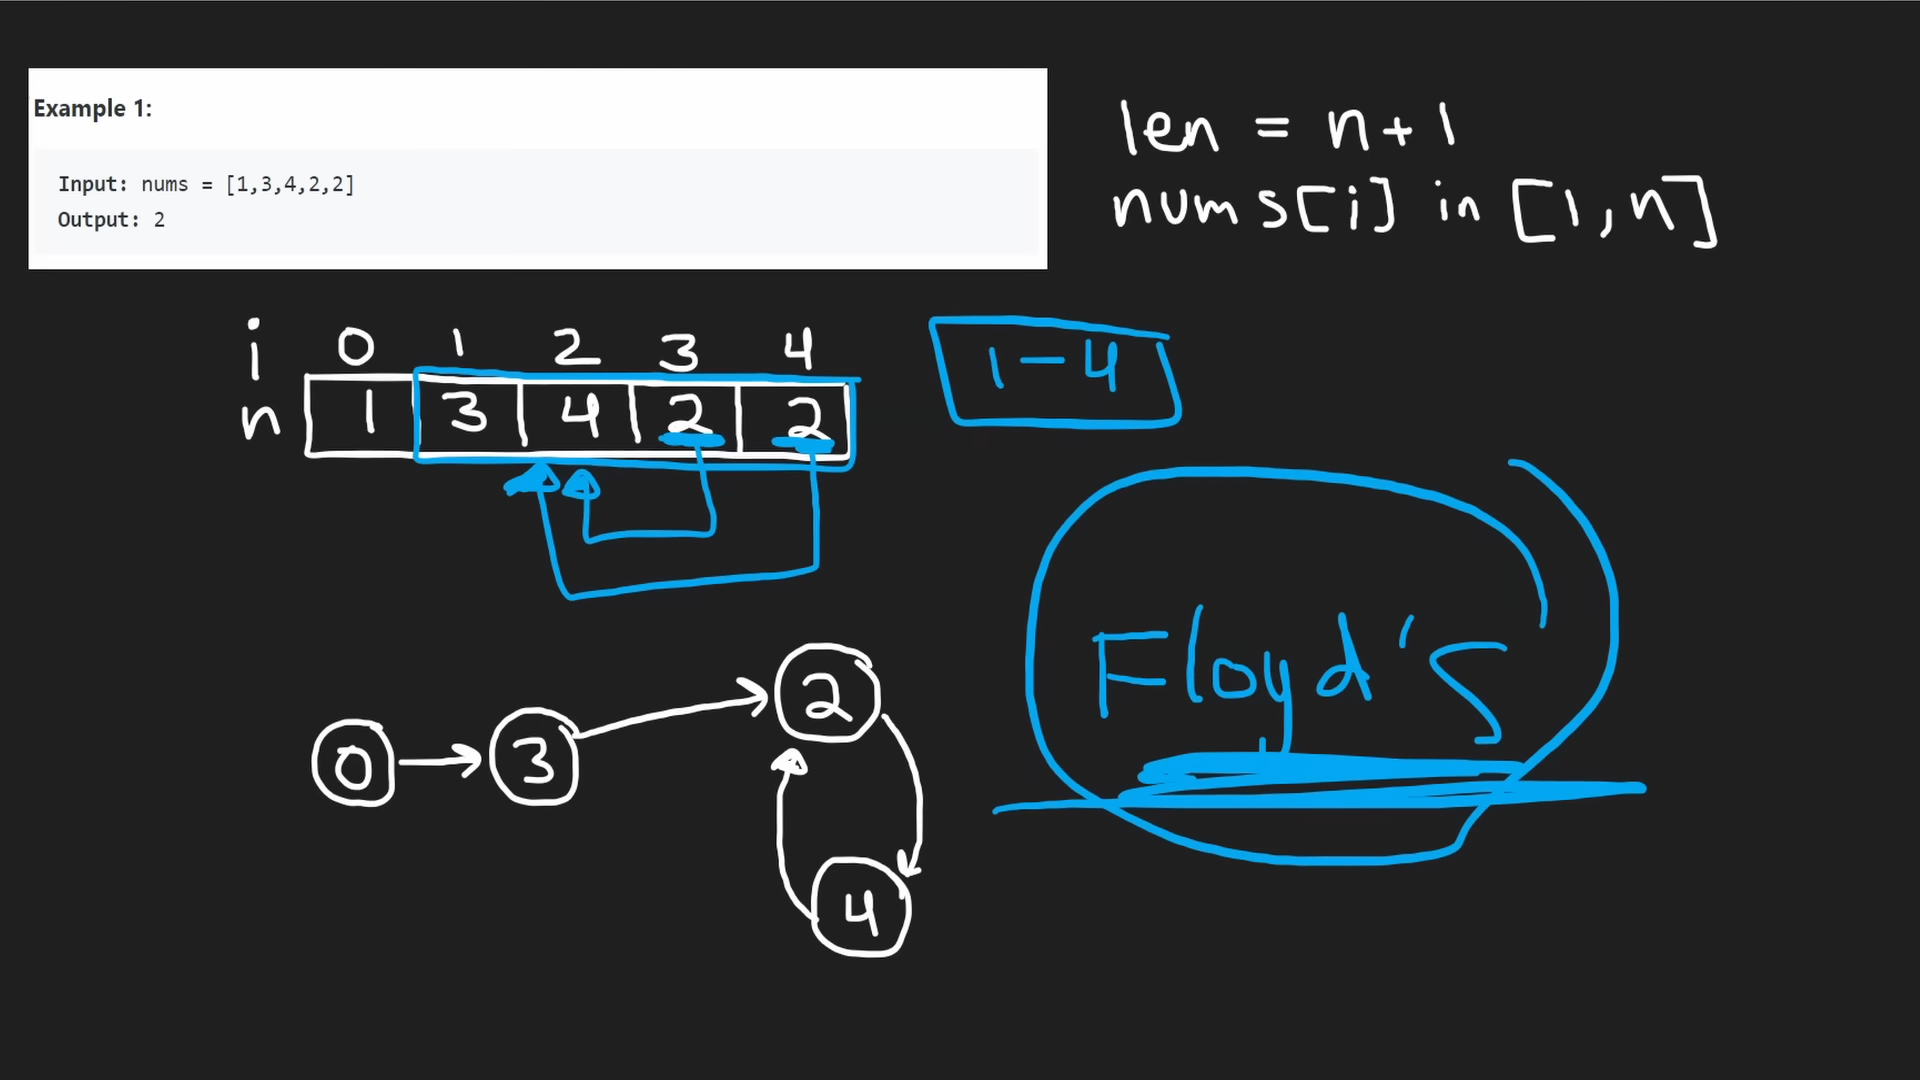 Example 1:
Input: nums = [1,3,4,2,2]
Output: 2
len = n+1
nums[i] in [1,n]
i 0 1 2 3 4
n 1 3 4 2 2
1-4
Floyd's
0 3 2
4